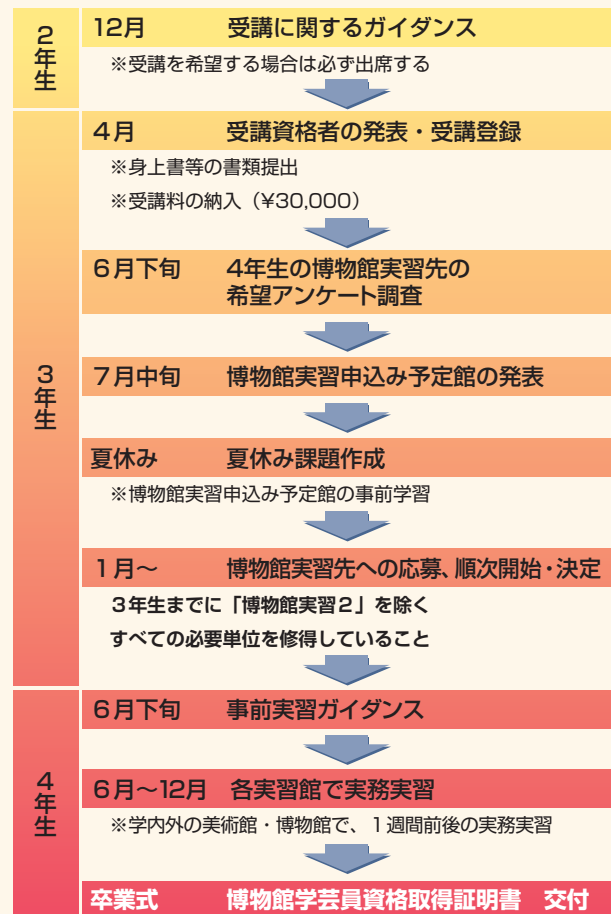 2年生
12月 受講に関するガイダンス
※受講を希望する場合は必ず出席する
3年生
4月 受講資格者の発表・受講登録
※身上書等の書類提出
※受講料の納入（¥30,000）
6月下旬 4年生の博物館実習先の
希望アンケート調査
7月中旬 博物館実習申込み予定館の発表
夏休み 夏休み課題作成
※博物館実習申込み予定館の事前学習
1月～ 博物館実習先への応募、順次開始・決定
3年生までに「博物館実習2」を除く
すべての必要単位を修得していること
4年生
6月下旬 事前実習ガイダンス
6月～12月 各実習館で実務実習
※学内外の美術館・博物館で、1週間前後の実務実習
卒業式 博物館学芸員資格取得証明書 交付